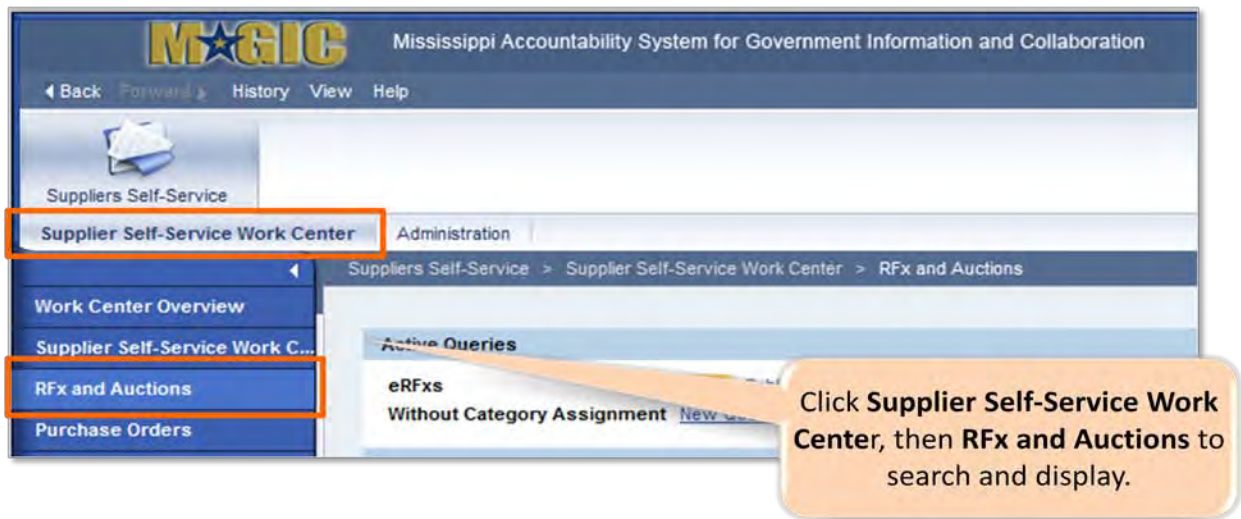 M★GIC Mississippi Accountability System for Government Information and Collaboration
Back Forward History View Help
Suppliers Self-Service
Supplier Self-Service Work Center Administration
Suppliers Self-Service > Supplier Self-Service Work Center > RFx and Auctions
Work Center Overview
Supplier Self-Service Work C...
Active Queries
RFx and Auctions
eRFxs
Without Category Assignment New
Purchase Orders
Click Supplier Self-Service Work
Center, then RFx and Auctions to
search and display.